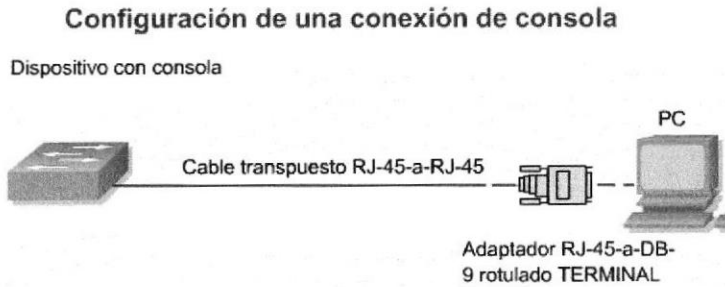 Configuración de una conexión de consola
Dispositivo con consola
PC
Cable transpuesto RJ-45-a-RJ-45
Adaptador RJ-45-a-DB-
9 rotulado TERMINAL